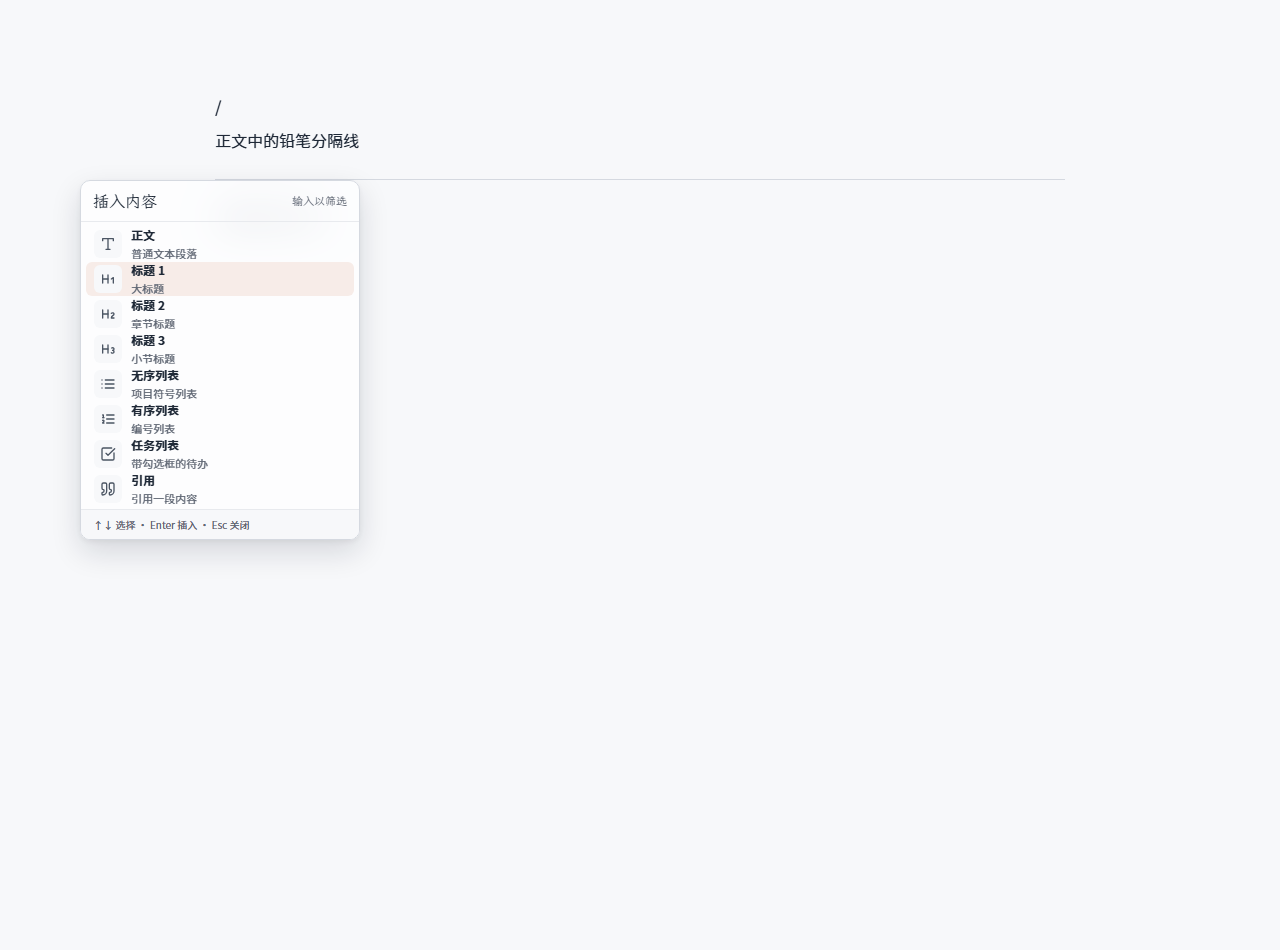 /
正文中的铅笔分隔线
插入内容 输入以筛选
正文
普通文本段落
H1 标题 1
大标题
H2 标题 2
章节标题
H3 标题 3
小节标题
无序列表
项目符号列表
有序列表
编号列表
任务列表
带勾选框的待办
引用
引用一段内容
↑↓ 选择 · Enter 插入 · Esc 关闭